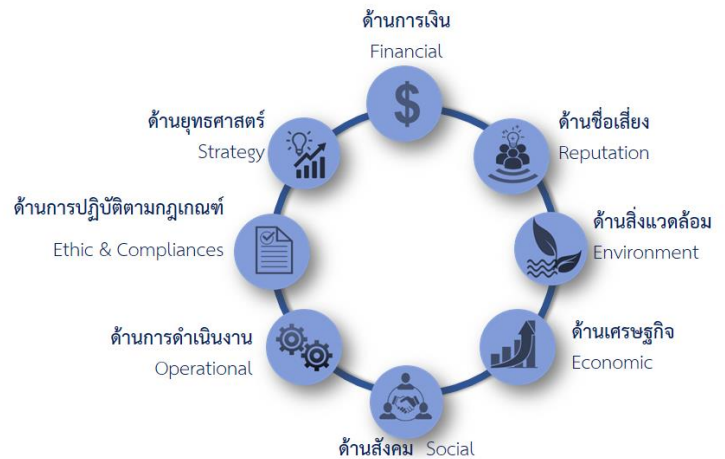 ด้านการเงิน
Financial
ด้านยุทธศาสตร์
Strategy
ด้านชื่อเสี่ยง
Reputation
ด้านการปฏิบัติตามกฎเกณฑ์
Ethic & Compliances
ด้านสิ่งแวดล้อม
Environment
ด้านการดำเนินงาน
Operational
ด้านเศรษฐกิจ
Economic
ด้านสังคม Social